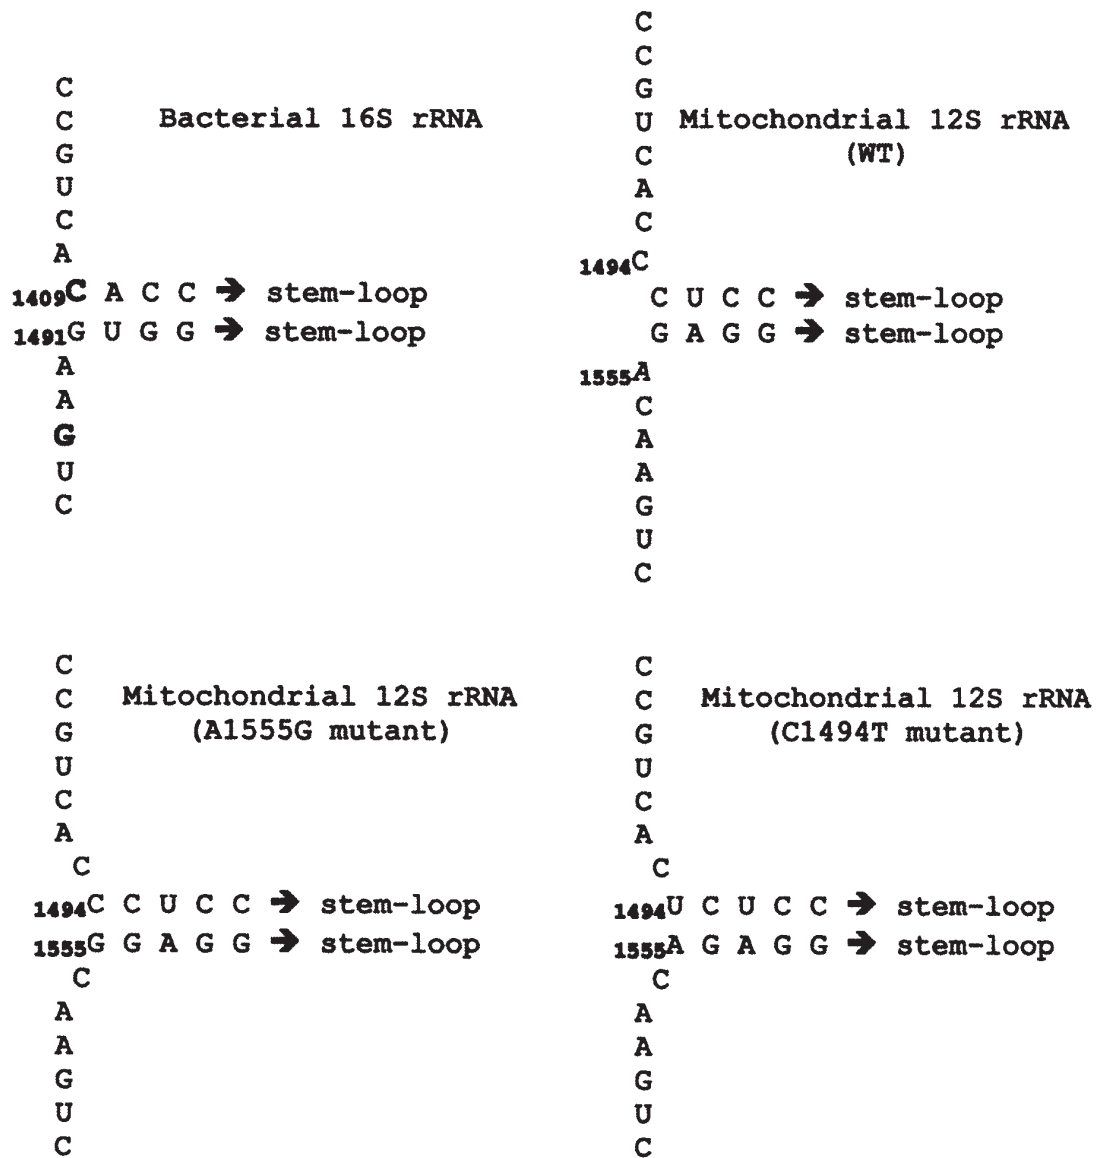 C
C
G
U
C
A
Bacterial 16S rRNA
1409C A C C ➔ stem-loop
1491G U G G ➔ stem-loop
A
A
G
U
C
C
C
G
U
C
A
C
Mitochondrial 12S rRNA
(WT)
1494C
C U C C ➔ stem-loop
G A G G ➔ stem-loop
1555A
C
A
A
G
U
C
C
C
G
U
C
A
C
Mitochondrial 12S rRNA
(A1555G mutant)
1494C C U C C ➔ stem-loop
1555G G A G G ➔ stem-loop
C
A
A
G
U
C
C
C
G
U
C
A
C
Mitochondrial 12S rRNA
(C1494T mutant)
1494U C U C C ➔ stem-loop
1555A G A G G ➔ stem-loop
C
A
A
G
U
C